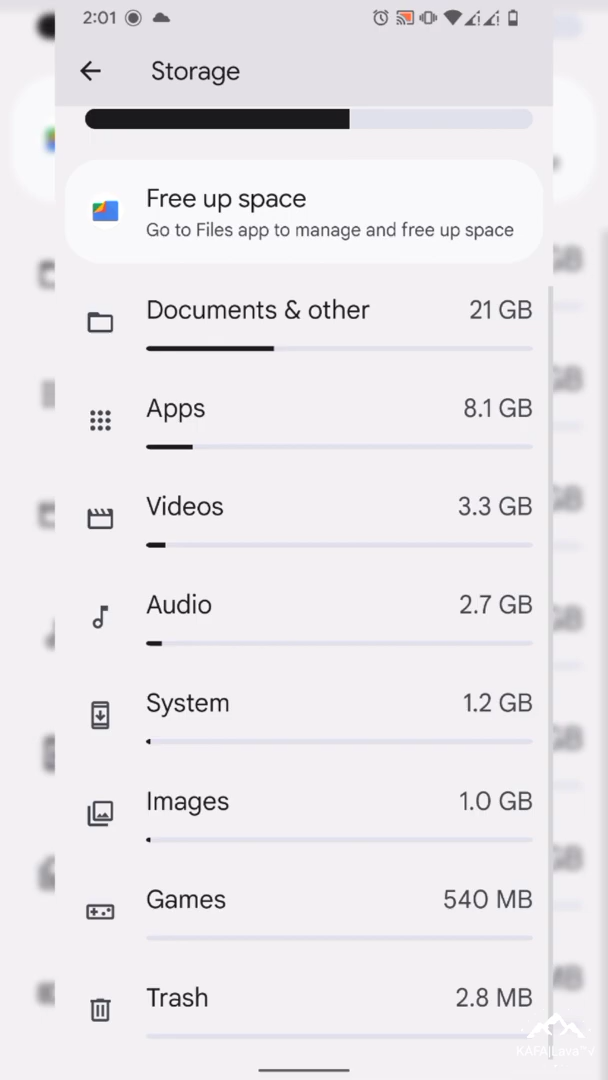 2:01
Storage
Free up space
Go to Files app to manage and free up space
Documents & other 21 GB
Apps 8.1 GB
Videos 3.3 GB
Audio 2.7 GB
System 1.2 GB
Images 1.0 GB
Games 540 MB
Trash 2.8 MB